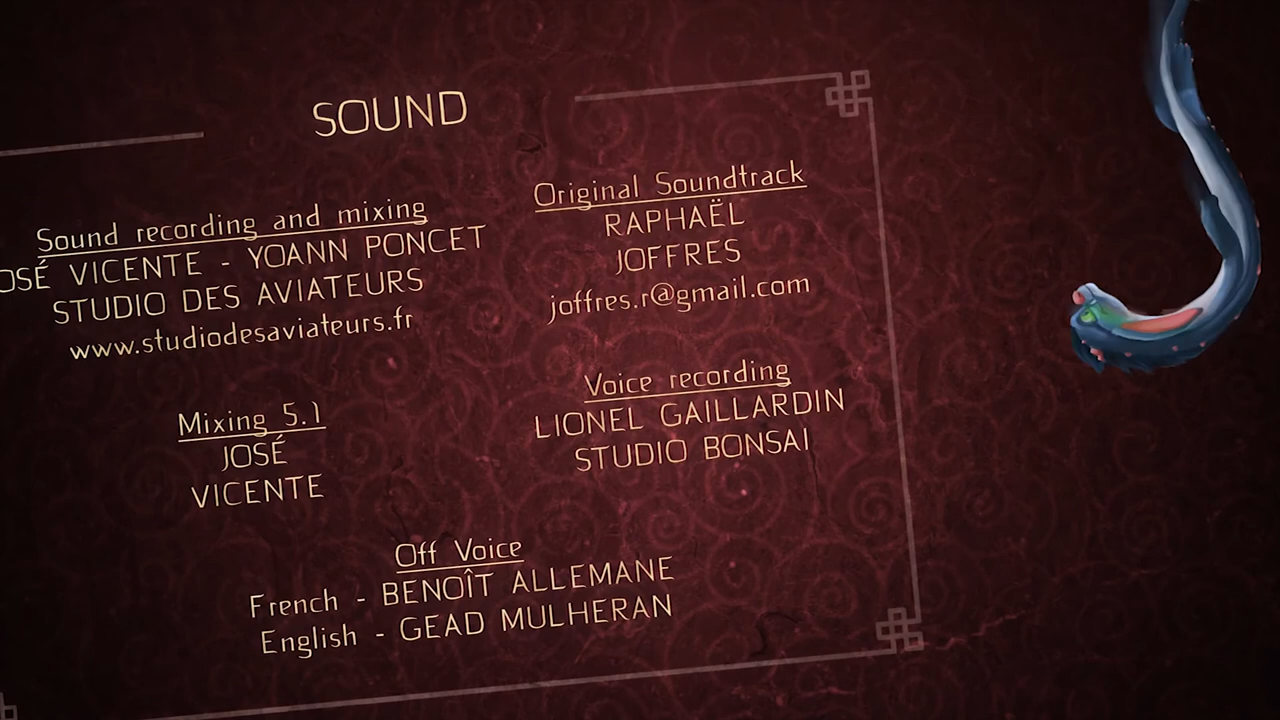 SOUND
Sound recording and mixing
OSÉ VICENTE - YOANN PONCET
STUDIO DES AVIATEURS
www.studiodesaviateurs.fr
Original Soundtrack
RAPHAËL
JOFFRES
joffres.r@gmail.com
Mixing 5.1
JOSÉ
VICENTE
Voice recording
LIONEL GAILLARDIN
STUDIO BONSAI
Off Voice
French - BENOÎT ALLEMANE
English - GEAD MULHERAN